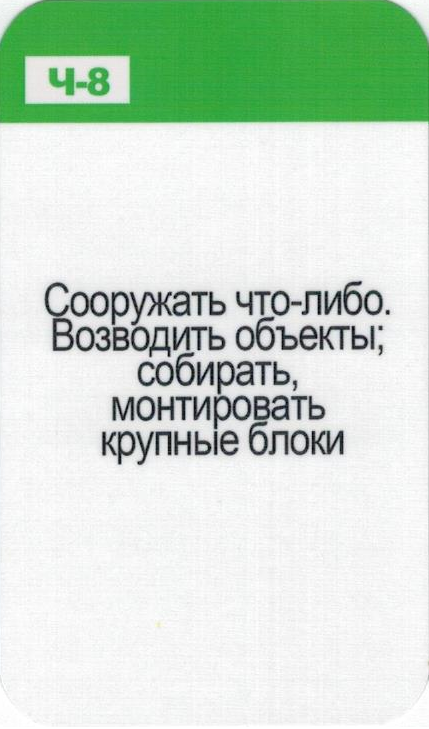 Ч-8
Сооружать что-либо.
Возводить объекты;
собирать,
монтировать
крупные блоки